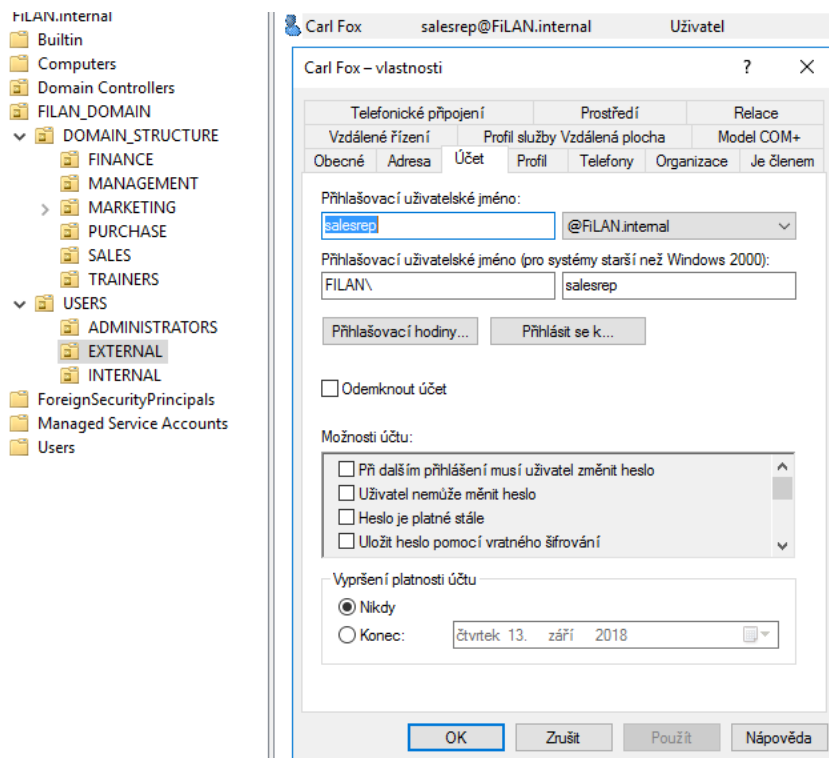 FiLAN.internal
Builtin
Computers
Domain Controllers
FILAN_DOMAIN
DOMAIN_STRUCTURE
FINANCE
MANAGEMENT
MARKETING
PURCHASE
SALES
TRAINERS
USERS
ADMINISTRATORS
EXTERNAL
INTERNAL
ForeignSecurityPrincipals
Managed Service Accounts
Users
Carl Fox salesrep@FiLAN.internal Uživatel
Carl Fox – vlastnosti ?
Telefonické připojení Prostředí Relace
Vzdálené řízení Profil služby Vzdálená plocha Model COM+
Obecné Adresa Účet Profil Telefony Organizace Je členem
Přihlašovací uživatelské jméno:
salesrep @FiLAN.internal
Přihlašovací uživatelské jméno (pro systémy starší než Windows 2000):
FILAN\ salesrep
Přihlašovací hodiny... Přihlásit se k...
Odemknout účet
Možnosti účtu:
Při dalším přihlášení musí uživatel změnit heslo
Uživatel nemůže měnit heslo
Heslo je platné stále
Uložit heslo pomocí vratného šifrování
Vypršení platnosti účtu
Nikdy
Konec: čtvrtek 13. září 2018
OK Zrušit Použít Nápověda